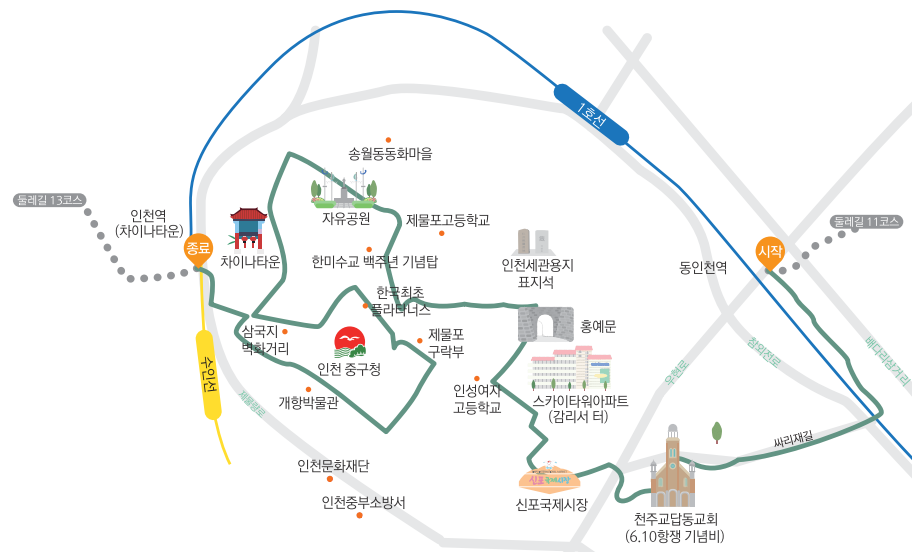 1호선
송월동동화마을
둘레길 13코스
인천역
(차이나타운)
자유공원
제물포고등학교
둘레길 11코스
종료
시작
차이나타운
한미수교 백주년 기념탑
인천세관용지
표지석
동인천역
한국최초
플라타너스
삼국지
벽화거리
인천 중구청
제물포
구락부
홍예문
수인선
우현로
참외전로
배다리삼거리
개항박물관
제물량로
인성여자
고등학교
스카이타워아파트
(감리서 터)
싸리재길
인천문화재단
신포국제시장
신포국제시장
인천중부소방서
천주교답동교회
(6.10항쟁 기념비)